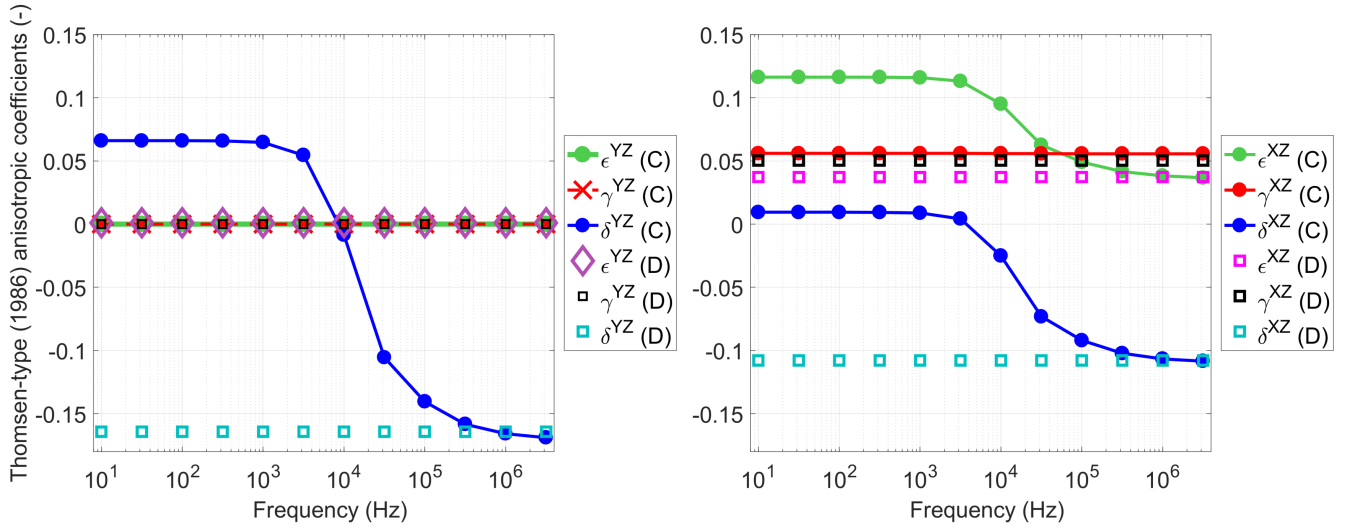 Thomsen-type (1986) anisotropic coefficients (-)
0.15
0.1
0.05
0
-0.05
-0.1
-0.15
10^1 10^2 10^3 10^4 10^5 10^6
Frequency (Hz)
ϵ^YZ (C)
γ^YZ (C)
δ^YZ (C)
ϵ^YZ (D)
γ^YZ (D)
δ^YZ (D)
0.15
0.1
0.05
0
-0.05
-0.1
-0.15
10^1 10^2 10^3 10^4 10^5 10^6
Frequency (Hz)
ϵ^XZ (C)
γ^XZ (C)
δ^XZ (C)
ϵ^XZ (D)
γ^XZ (D)
δ^XZ (D)